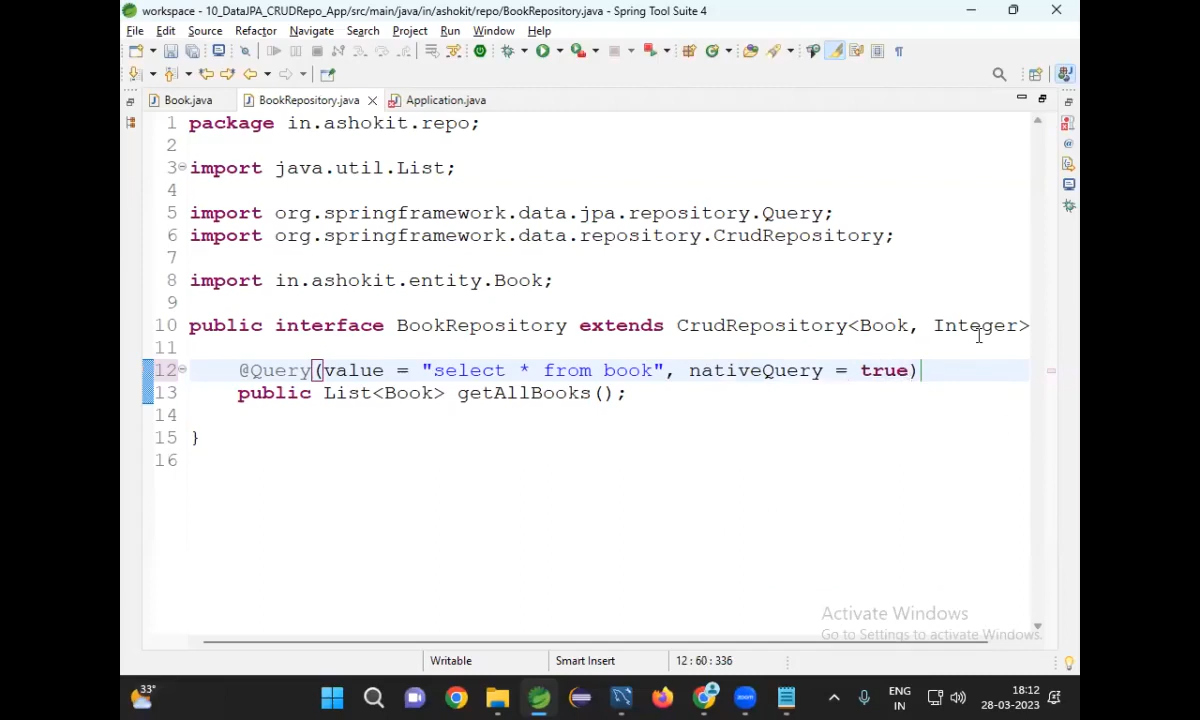 workspace - 10_DataJPA_CRUDRepo_App/src/main/java/in/ashokit/repo/BookRepository.java - Spring Tool Suite 4
File Edit Source Refactor Navigate Search Project Run Window Help
Book.java BookRepository.java Application.java
1 package in.ashokit.repo;
2
3 import java.util.List;
4
5 import org.springframework.data.jpa.repository.Query;
6 import org.springframework.data.repository.CrudRepository;
7
8 import in.ashokit.entity.Book;
9
10 public interface BookRepository extends CrudRepository<Book, Integer>
11
12 @Query(value = "select * from book", nativeQuery = true)
13 public List<Book> getAllBooks();
14
15 }
16
Activate Windows
Go to Settings to activate Windows.
Writable Smart Insert 12 : 60 : 336
33° zoom ENG IN 18:12 28-03-2023